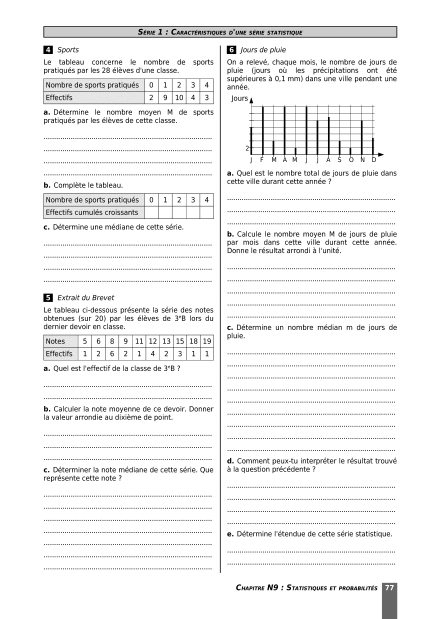 Série 1 : Caractéristiques d'une série statistique
4 Sports
Le tableau concerne le nombre de sports
pratiqués par les 28 élèves d'une classe.
Nombre de sports pratiqués 0 1 2 3 4
Effectifs 2 9 10 4 3
a. Détermine le nombre moyen M de sports
pratiqués par les élèves de cette classe.
b. Complète le tableau.
Nombre de sports pratiqués 0 1 2 3 4
Effectifs cumulés croissants
c. Détermine une médiane de cette série.
5 Extrait du Brevet
Le tableau ci-dessous présente la série des notes
obtenues (sur 20) par les élèves de 3°B lors du
dernier devoir en classe.
Notes 5 6 8 9 11 12 13 15 18 19
Effectifs 1 2 6 2 1 4 2 3 1 1
a. Quel est l'effectif de la classe de 3°B ?
b. Calculer la note moyenne de ce devoir. Donner
la valeur arrondie au dixième de point.
c. Déterminer la note médiane de cette série. Que
représente cette note ?
6 Jours de pluie
On a relevé, chaque mois, le nombre de jours de
pluie (jours où les précipitations ont été
supérieures à 0,1 mm) dans une ville pendant une
année.
Jours
2
J F M A M J J A S O N D
a. Quel est le nombre total de jours de pluie dans
cette ville durant cette année ?
b. Calcule le nombre moyen M de jours de pluie
par mois dans cette ville durant cette année.
Donne le résultat arrondi à l'unité.
c. Détermine un nombre médian m de jours de
pluie.
d. Comment peux-tu interpréter le résultat trouvé
à la question précédente ?
e. Détermine l'étendue de cette série statistique.
Chapitre N9 : Statistiques et probabilités 77